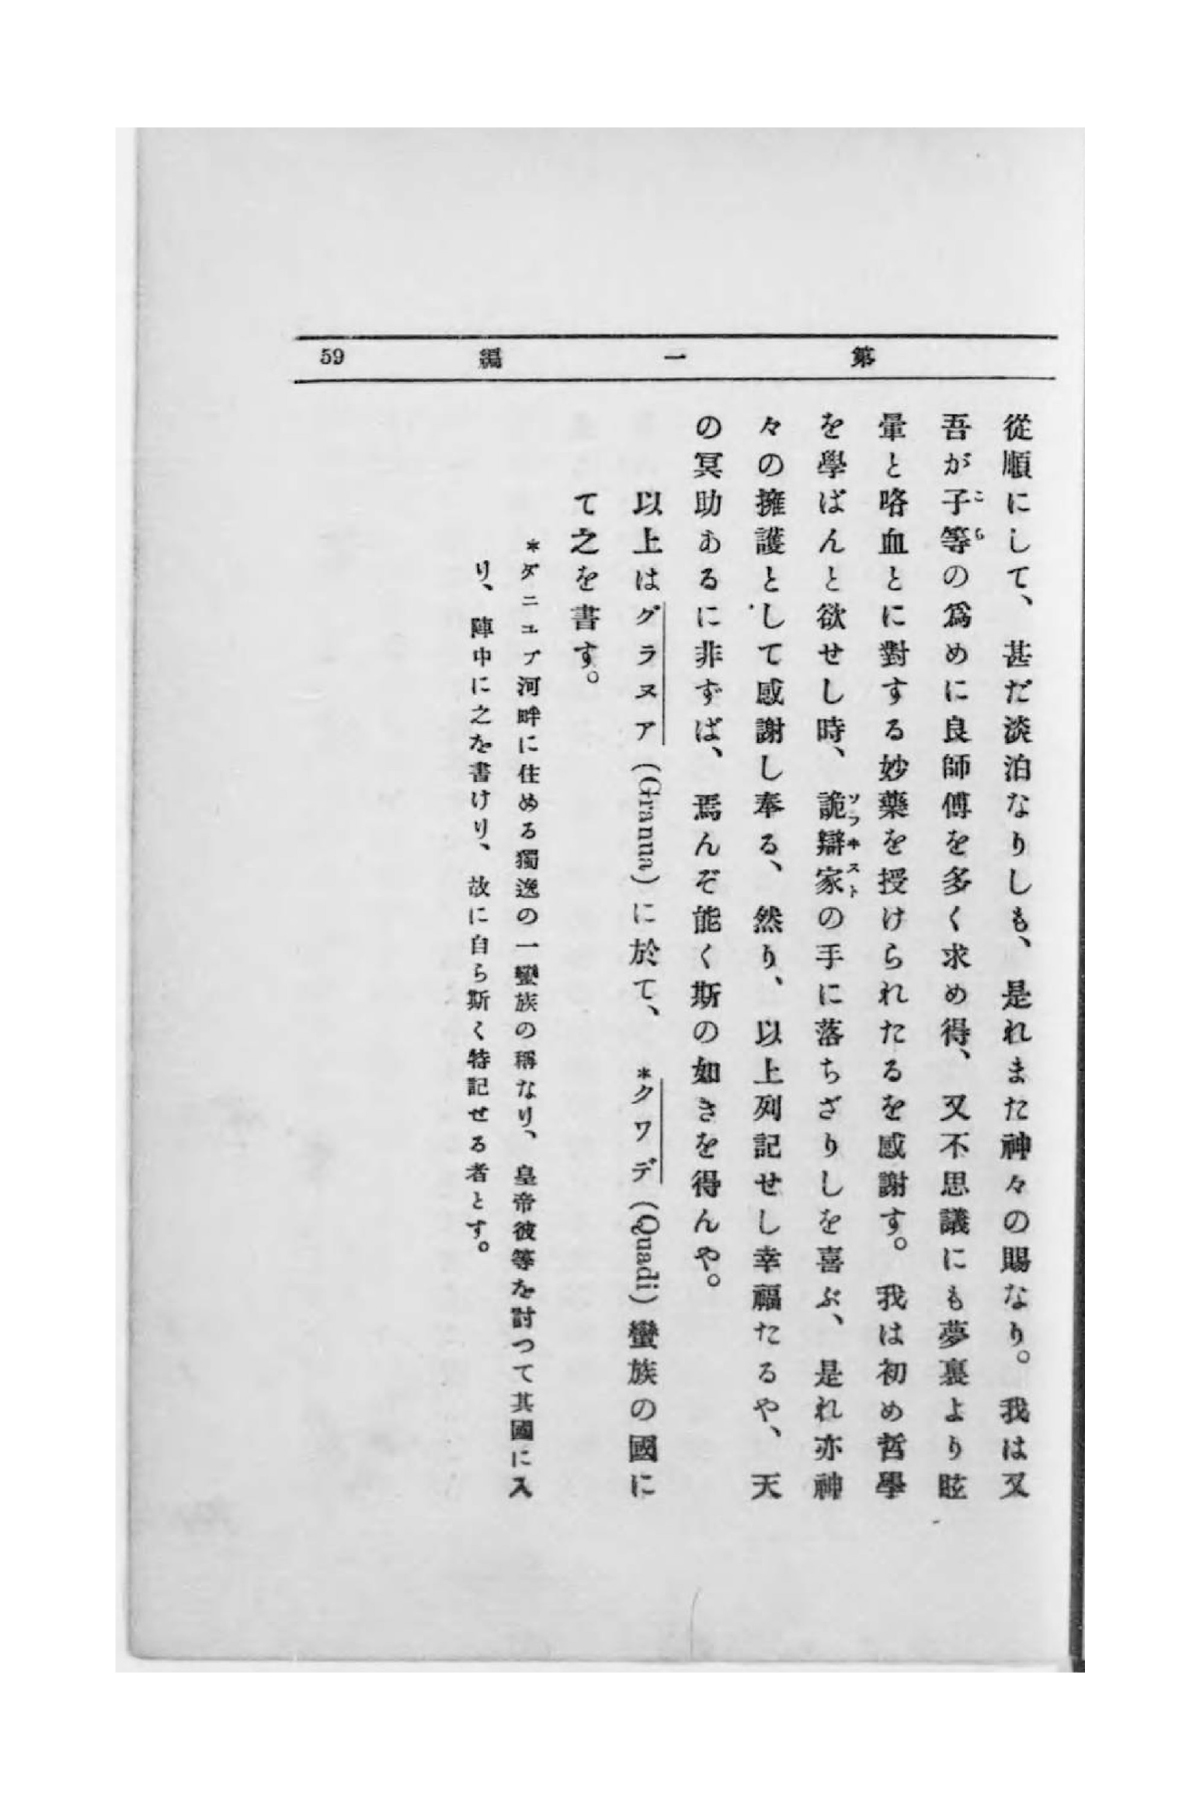 第一編
59
從順にして、甚だ淡泊なりしも、是れまた神々の賜なり。我は又
吾が子等の爲めに良師傅を多く求め得、又不思議にも夢裏より眩
こら
暈と咯血とに對する妙藥を授けられたるを感謝す。我は初め哲學
を學ばんと欲せし時、詭辯家の手に落ちざりしを喜ぶ、是れ亦神
ソフ*スト
々の擁護として感謝し奉る、然り、以上列記せし幸福たるや、天
の冥助あるに非ずば、焉んぞ能く斯の如きを得んや。
以上はグラヌア(Granua)に於て、*クワデ(Quadi)蠻族の國に
て之を書す。
*ダニユブ河畔に住める獨逸の一蠻族の稱なり、皇帝彼等を討つて其國に入
り、陣中に之を書けり、故に自ら斯く特記せる者とす。